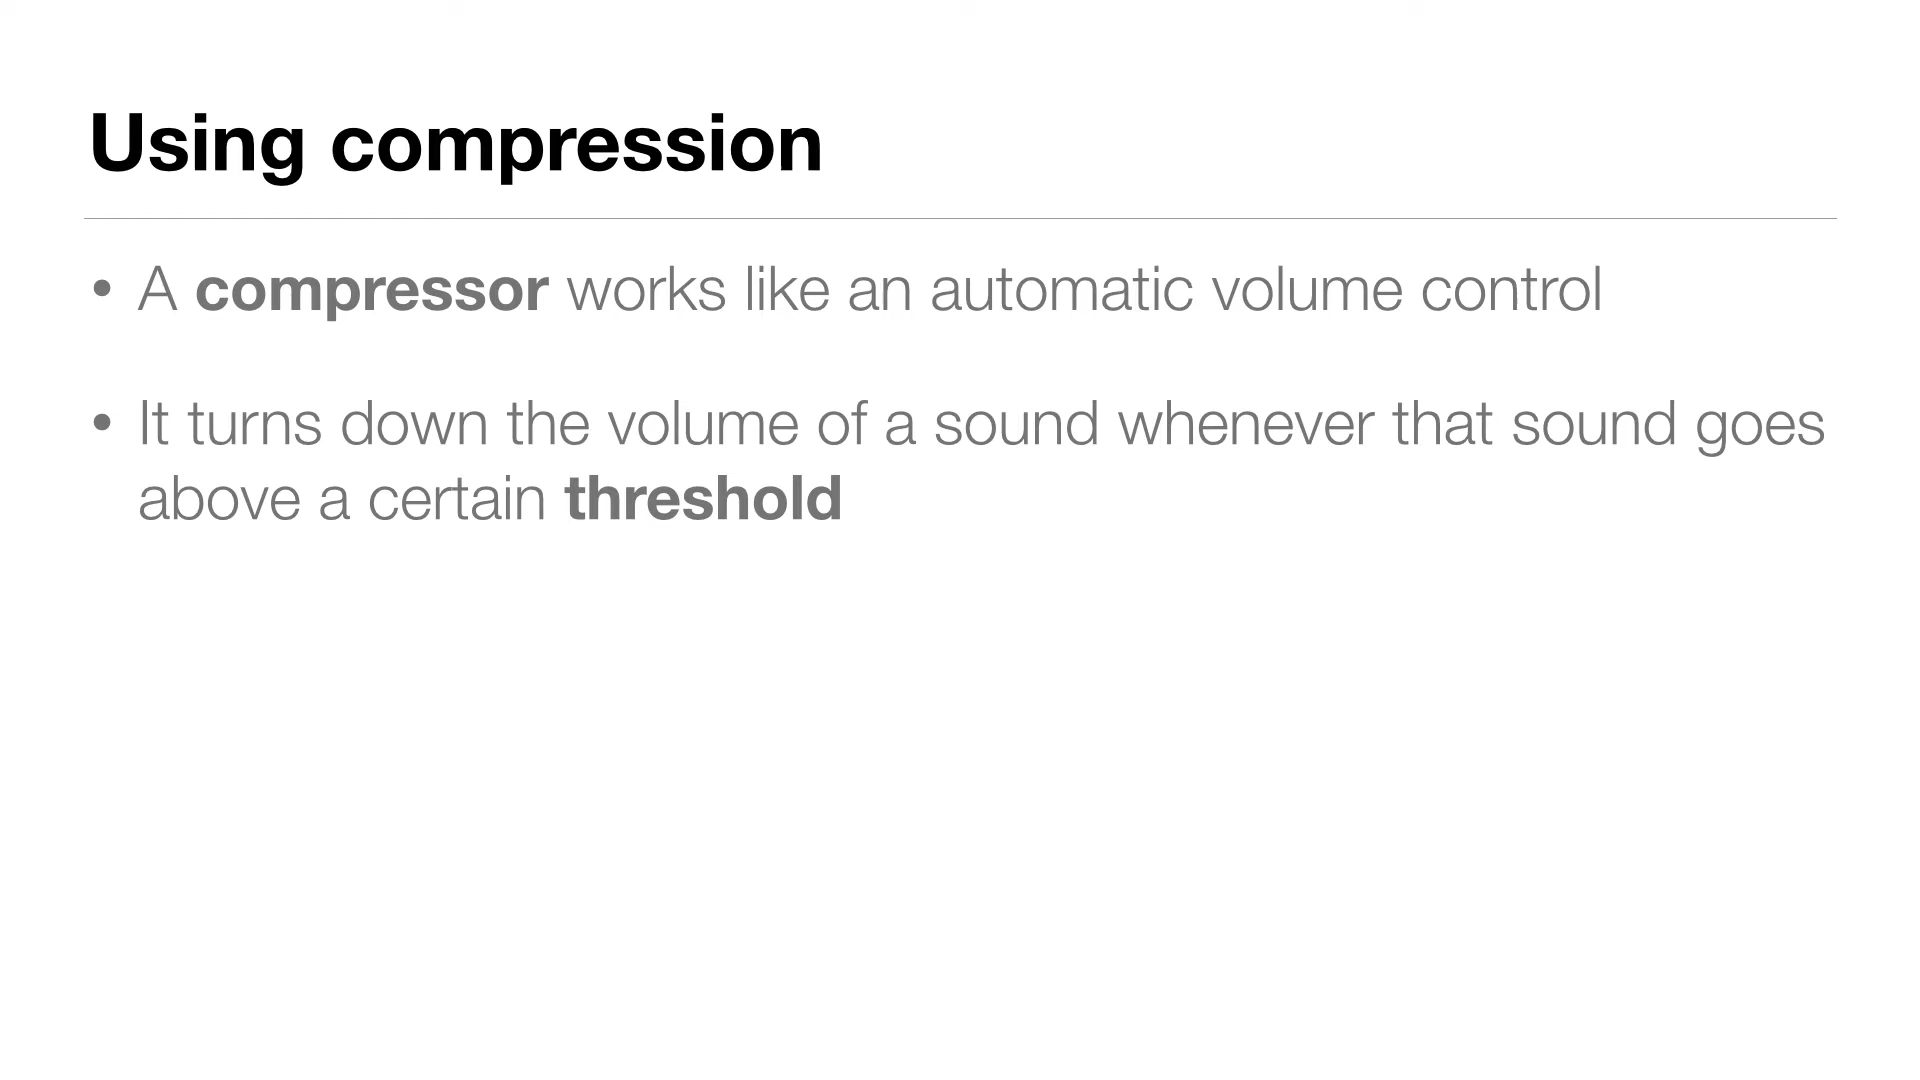 Using compression
• A compressor works like an automatic volume control
• It turns down the volume of a sound whenever that sound goes
above a certain threshold